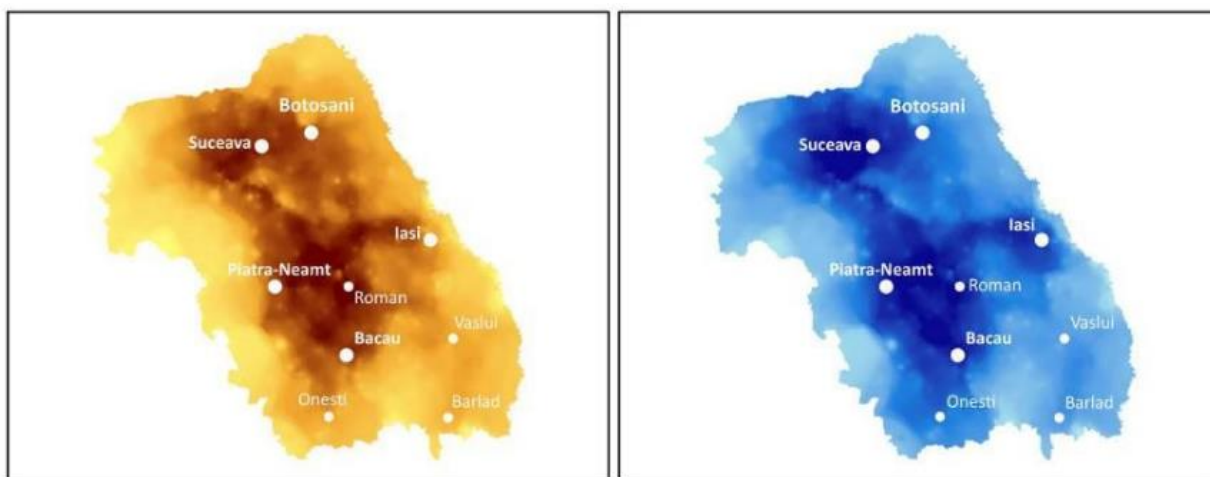 Botosani
Suceava
Iasi
Piatra-Neamt
Roman
Bacau
Vaslui
Onesti
Barlad
Botosani
Suceava
Iasi
Piatra-Neamt
Roman
Vaslui
Bacau
Onesti
Barlad